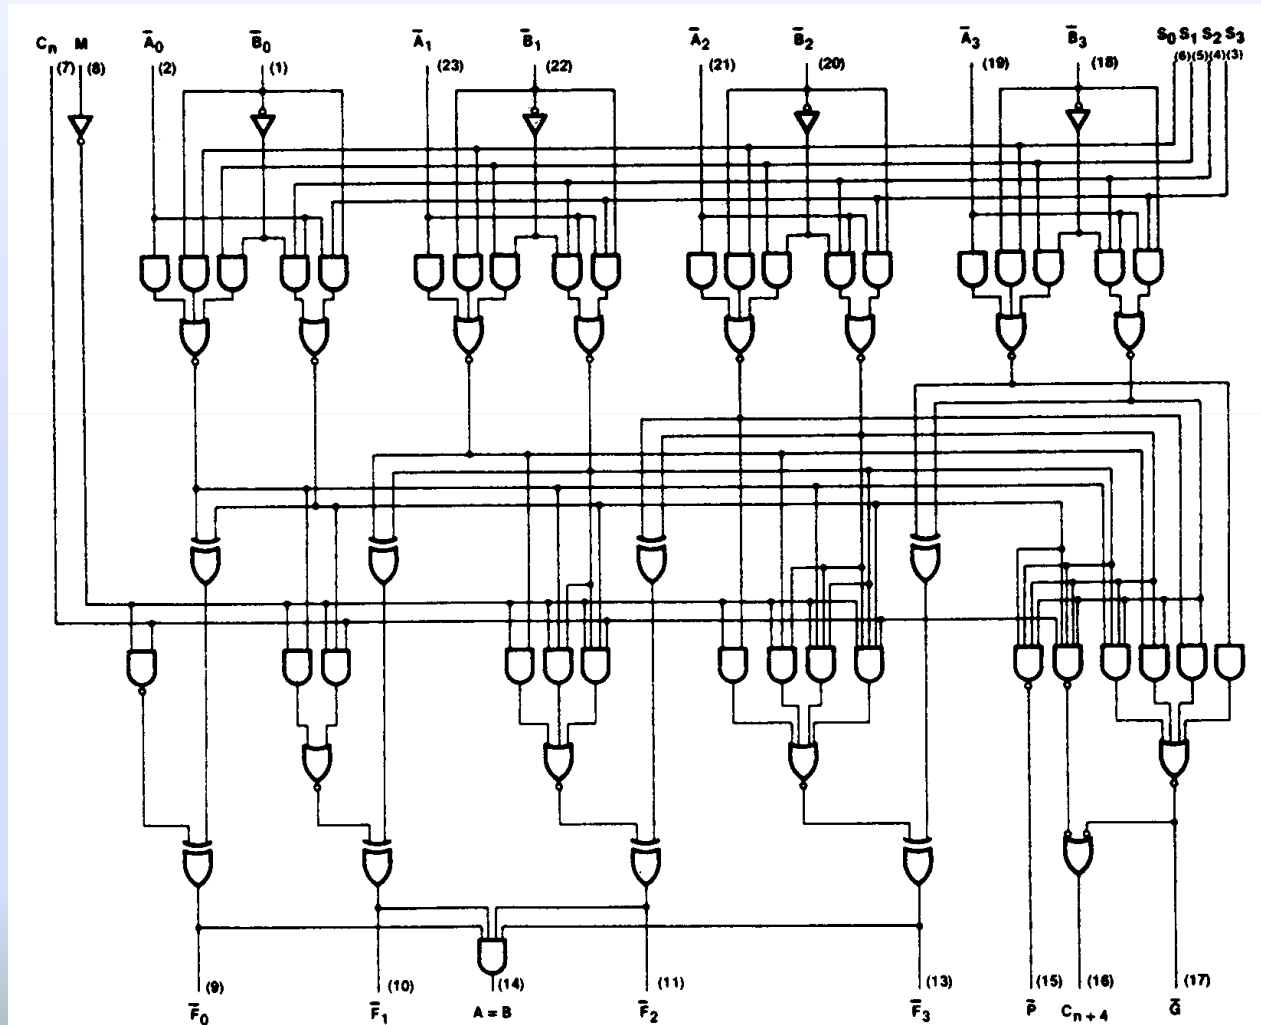 Cn M A̅0 B̅0 A̅1 B̅1 A̅2 B̅2 A̅3 B̅3 S0 S1 S2 S3
(7) (8) (2) (1) (23) (22) (21) (20) (19) (18) (6) (5) (4) (3)
(9) (10) (14) (11) (13) (15) (16) (17)
F̅0 F̅1 A = B F̅2 F̅3 P̅ Cn + 4 G̅